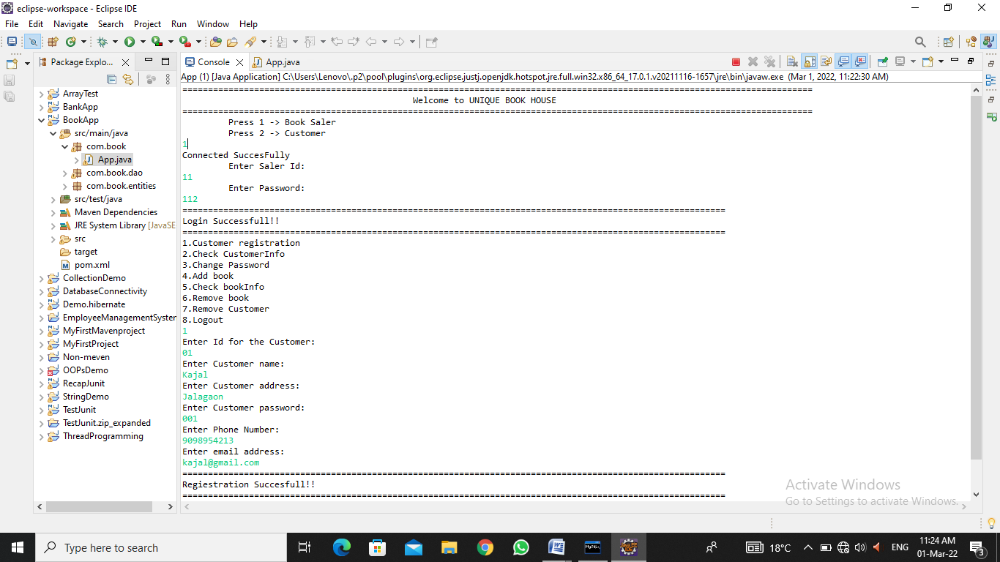 eclipse-workspace - Eclipse IDE
File Edit Navigate Search Project Run Window Help
Package Explo...
Console
App.java
App (1) [Java Application] C:\Users\Lenovo\.p2\pool\plugins\org.eclipse.justj.openjdk.hotspot.jre.full.win32.x86_64_17.0.1.v20211116-1657\jre\bin\javaw.exe (Mar 1, 2022, 11:22:30 AM)
ArrayTest
BankApp
BookApp
src/main/java
com.book
App.java
com.book.dao
com.book.entities
src/test/java
Maven Dependencies
JRE System Library [JavaSE
src
target
pom.xml
CollectionDemo
DatabaseConnectivity
Demo.hibernate
EmployeeManagementSyster
MyFirstMavenproject
MyFirstProject
Non-meven
OOPsDemo
RecapJunit
StringDemo
TestJunit
TestJunit.zip_expanded
ThreadProgramming
===========================================================================================================================
Welcome to UNIQUE BOOK HOUSE
===========================================================================================================================
Press 1 -> Book Saler
Press 2 -> Customer
1
Connected SuccesFully
Enter Saler Id:
11
Enter Password:
112
==========================================================================================================
Login Successfull!!
==========================================================================================================
1.Customer registration
2.Check CustomerInfo
3.Change Password
4.Add book
5.Check bookInfo
6.Remove book
7.Remove Customer
8.Logout
1
Enter Id for the Customer:
01
Enter Customer name:
Kajal
Enter Customer address:
Jalagaon
Enter Customer password:
001
Enter Phone Number:
9098954213
Enter email address:
kajal@gmail.com
==========================================================================================================
Regiestration Succesfull!!
==========================================================================================================
Activate Windows
Go to Settings to activate Windows.
Type here to search
MySQL
18°C
ENG
11:24 AM
01-Mar-22
3